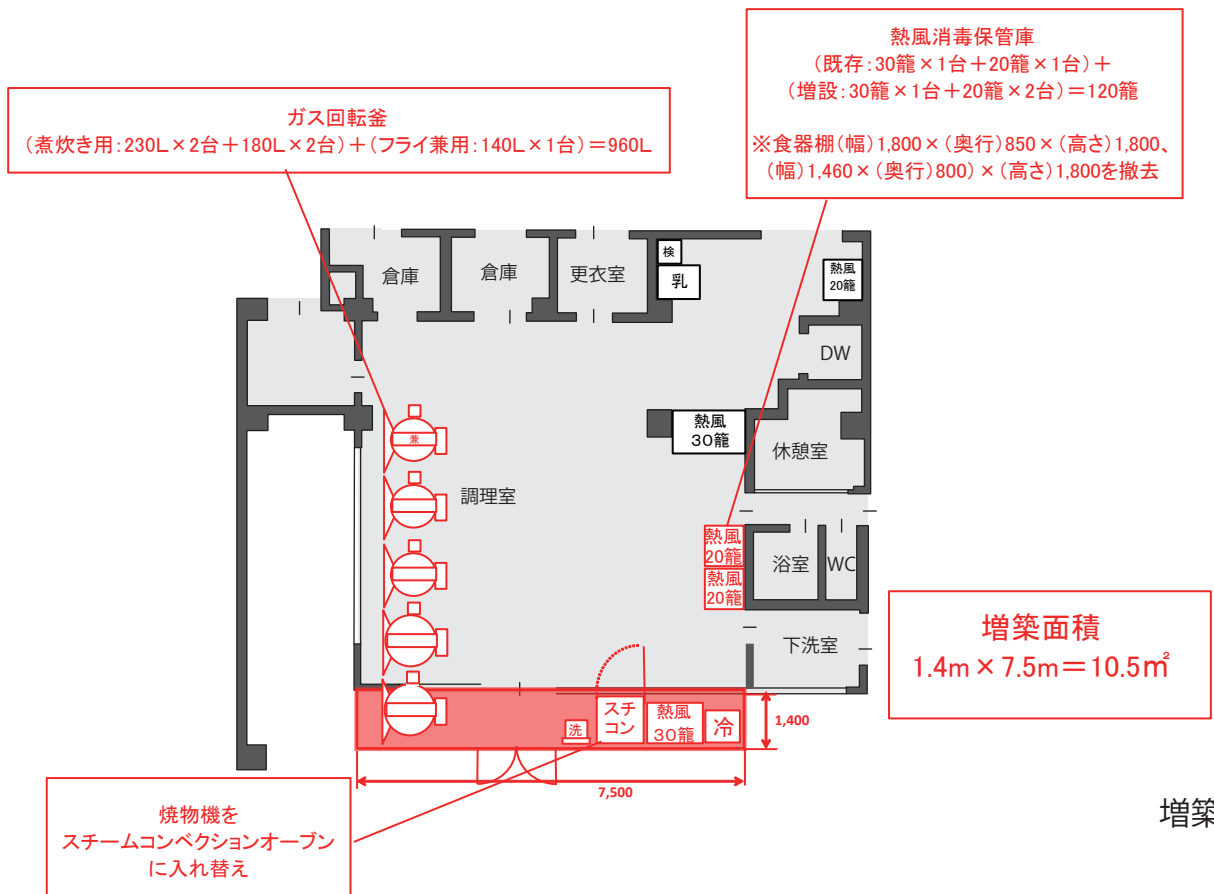 熱風消毒保管庫
（既存：30籠×1台＋20籠×1台）＋
（増設：30籠×1台＋20籠×2台）＝120籠
※食器棚（幅）1,800×（奥行）850×（高さ）1,800、
（幅）1,460×（奥行）800）×（高さ）1,800を撤去
ガス回転釜
（煮炊き用：230L×2台＋180L×2台）＋（フライ兼用：140L×1台）＝960L
倉庫
倉庫
更衣室
検
乳
熱風
20籠
DW
兼
熱風
30籠
休憩室
調理室
熱風
20籠
熱風
20籠
浴室
WC
下洗室
増築面積
1.4m×7.5m＝10.5㎡
洗
スチ
コン
熱風
30籠
冷
1,400
7,500
焼物機を
スチームコンベクションオーブン
に入れ替え
増築